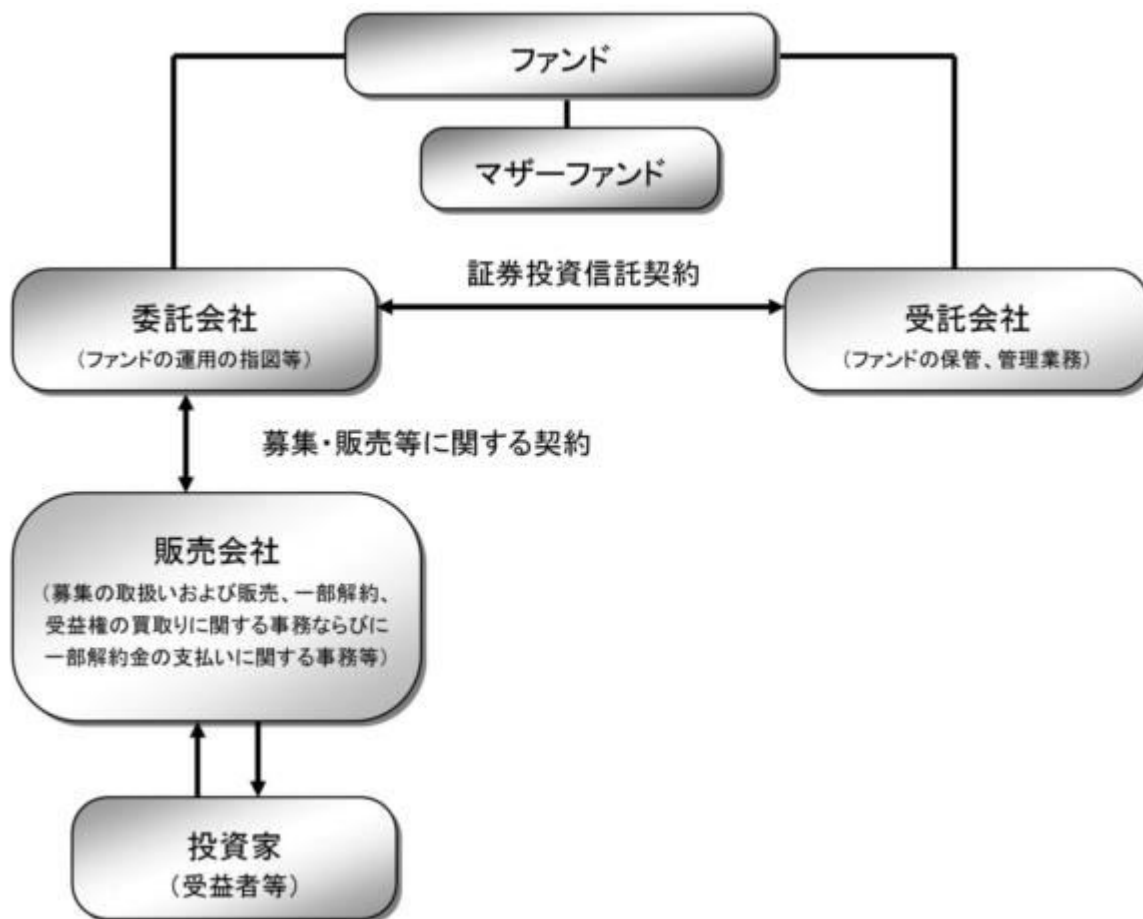 ファンド
マザーファンド
証券投資信託契約
委託会社
（ファンドの運用の指図等）
受託会社
（ファンドの保管、管理業務）
募集・販売等に関する契約
販売会社
（募集の取扱いおよび販売、一部解約、
受益権の買取りに関する事務ならびに
一部解約金の支払いに関する事務等）
投資家
（受益者等）